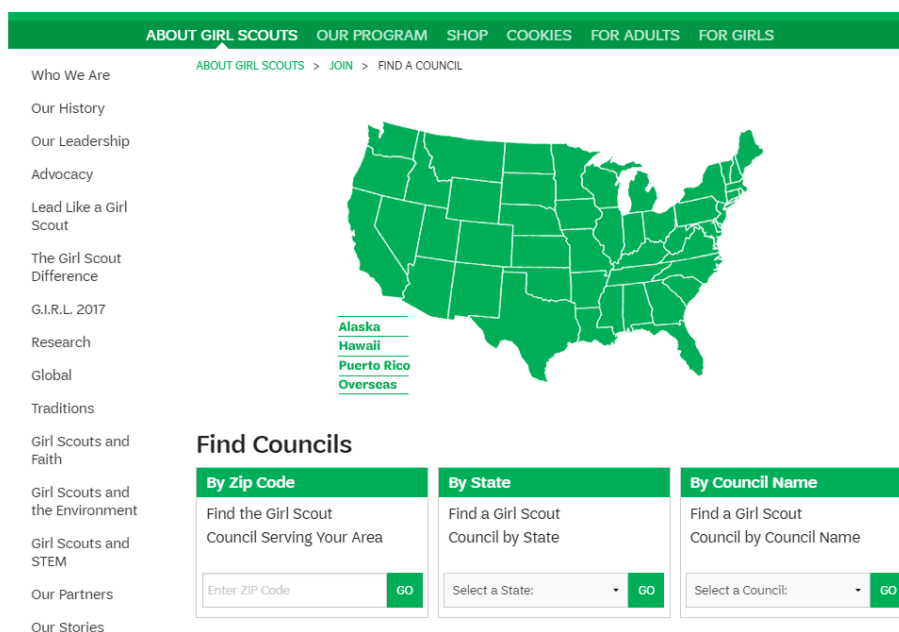 ABOUT GIRL SCOUTS OUR PROGRAM SHOP COOKIES FOR ADULTS FOR GIRLS
ABOUT GIRL SCOUTS > JOIN > FIND A COUNCIL
Who We Are
Our History
Our Leadership
Advocacy
Lead Like a Girl
Scout
The Girl Scout
Difference
G.I.R.L. 2017
Research
Global
Traditions
Girl Scouts and
Faith
Girl Scouts and
the Environment
Girl Scouts and
STEM
Our Partners
Our Stories
Alaska
Hawaii
Puerto Rico
Overseas
Find Councils
By Zip Code
Find the Girl Scout
Council Serving Your Area
Enter ZIP Code GO
By State
Find a Girl Scout
Council by State
Select a State: GO
By Council Name
Find a Girl Scout
Council by Council Name
Select a Council: GO